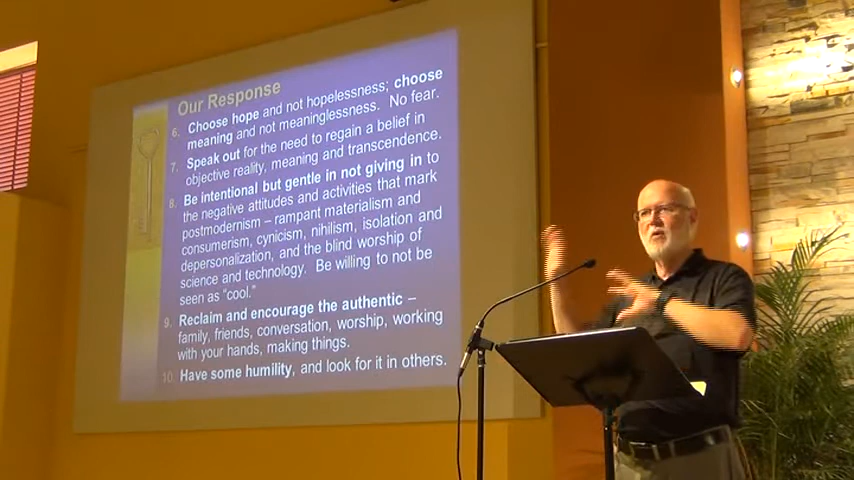 Our Response
6. Choose hope and not hopelessness; choose
meaning and not meaninglessness. No fear.
7. Speak out for the need to regain a belief in
objective reality, meaning and transcendence.
8. Be intentional but gentle in not giving in to
the negative attitudes and activities that mark
postmodernism – rampant materialism and
consumerism, cynicism, nihilism, isolation and
depersonalization, and the blind worship of
science and technology. Be willing to not be
seen as "cool."
9. Reclaim and encourage the authentic –
family, friends, conversation, worship, working
with your hands, making things.
10. Have some humility, and look for it in others.